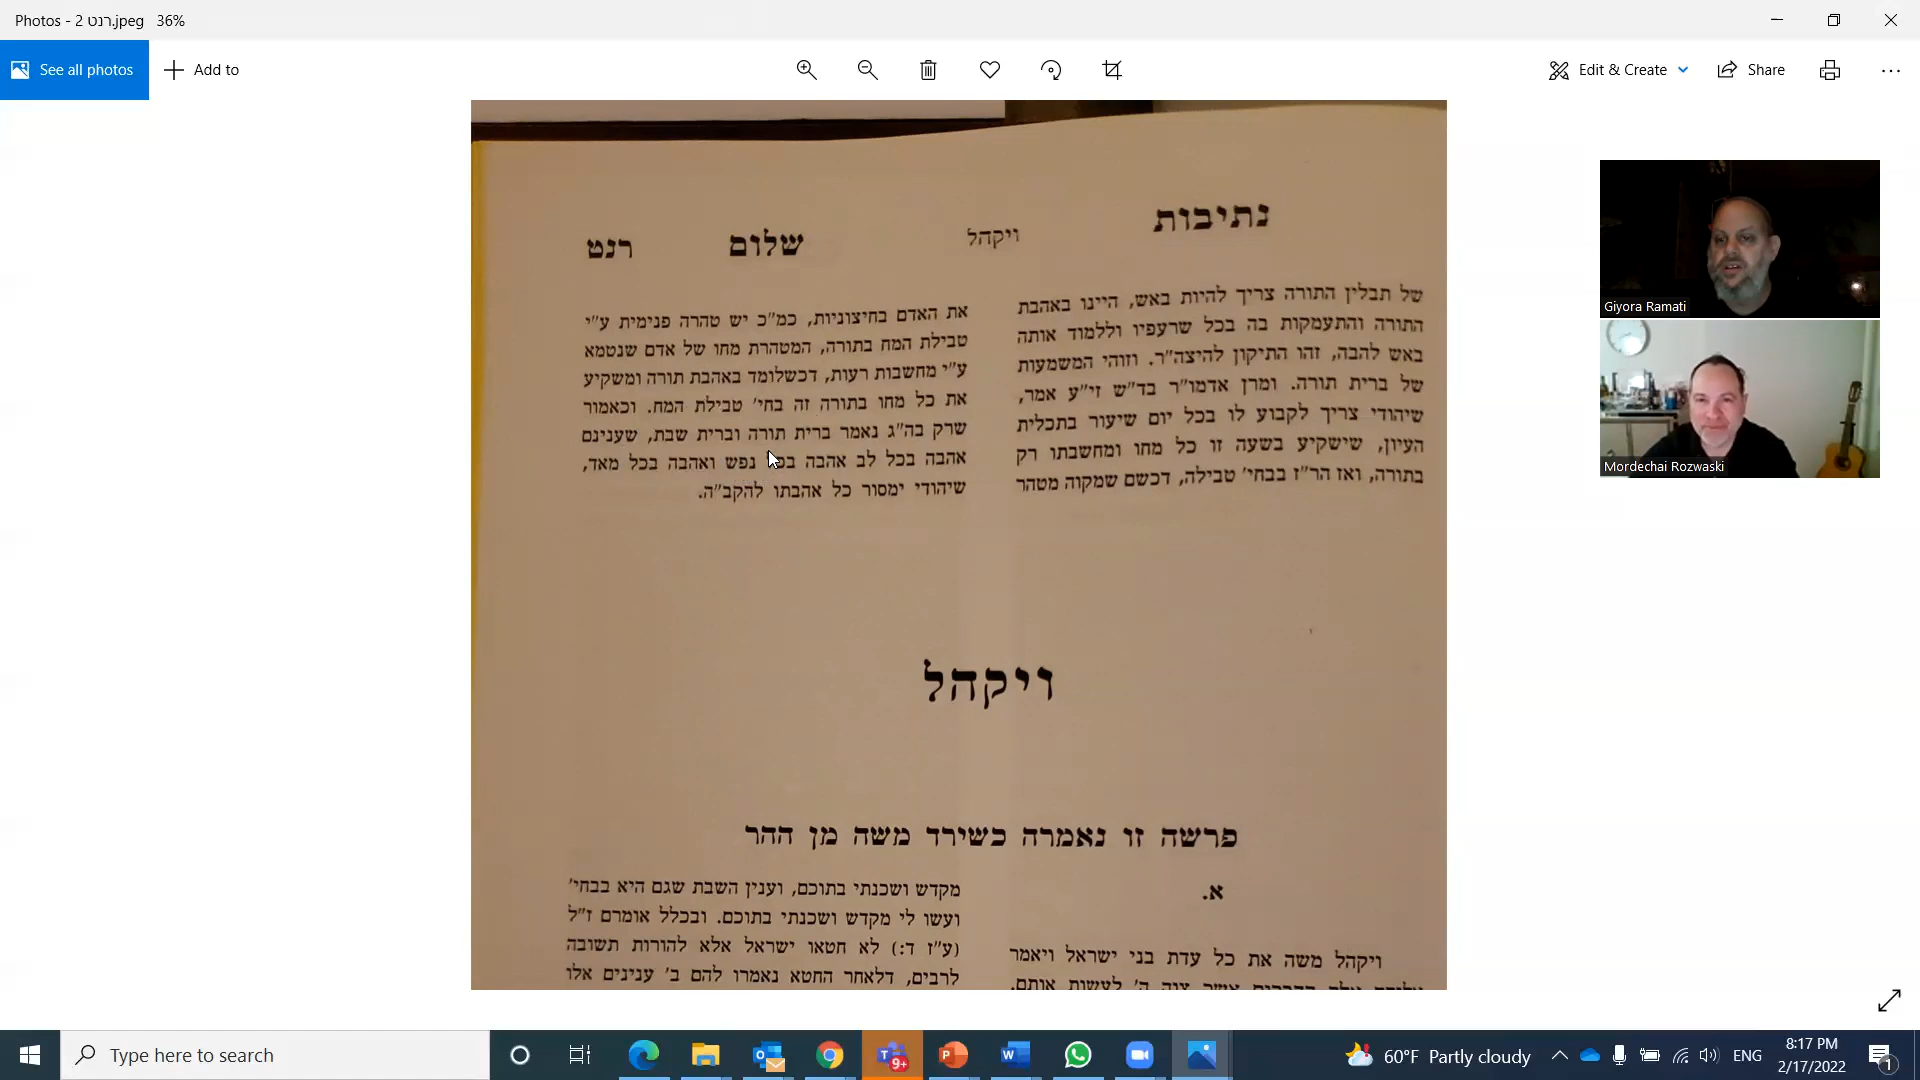 Photos - רנט 2.jpeg   36%
See all photos
Add to
Edit & Create
Share
נתיבות
ויקהל
שלום
רנט
של תבלין התורה צריך להיות באש, היינו באהבת
התורה והתעמקות בה בכל שרעפיו וללמוד אותה
באש להבה, זהו התיקון להיצה"ר. וזוהי המשמעות
של ברית תורה. ומרן אדמו"ר בד"ש זי"ע אמר,
שיהודי צריך לקבוע לו בכל יום שיעור בתכלית
העיון, שישקיע בשעה זו כל מחו ומחשבתו רק
בתורה, ואז הר"ז בבחי' טבילה, דכשם שמקוה מטהר
את האדם בחיצוניות, כמ"כ יש טהרה פנימית ע"י
טבילת המח בתורה, המטהרת מחו של אדם שנטמא
ע"י מחשבות רעות, דכשלומד באהבת תורה ומשקיע
את כל מחו בתורה זה בחי' טבילת המח. וכאמור
שרק בה"ג נאמר ברית תורה וברית שבת, שענינם
אהבה בכל לב אהבה נפש ואהבה בכל מאד,
שיהודי ימסור כל אהבתו להקב"ה.
ויקהל
פרשה זו נאמרה כשירד משה מן ההר
א.
ויקהל משה את כל עדת בני ישראל ויאמר
מקדש ושכנתי בתוכם, וענין השבת שגם היא בבחי'
ועשו לי מקדש ושכנתי בתוכם. ובכלל אומרם ז"ל
(ע"ז ד:) לא חטאו ישראל אלא להורות תשובה
לרבים, דלאחר החטא נאמרו להם ב' ענינים אלו
Giyora Ramati
Mordechai Rozwaski
Type here to search
9+
60°F Partly cloudy
ENG
8:17 PM
2/17/2022
1